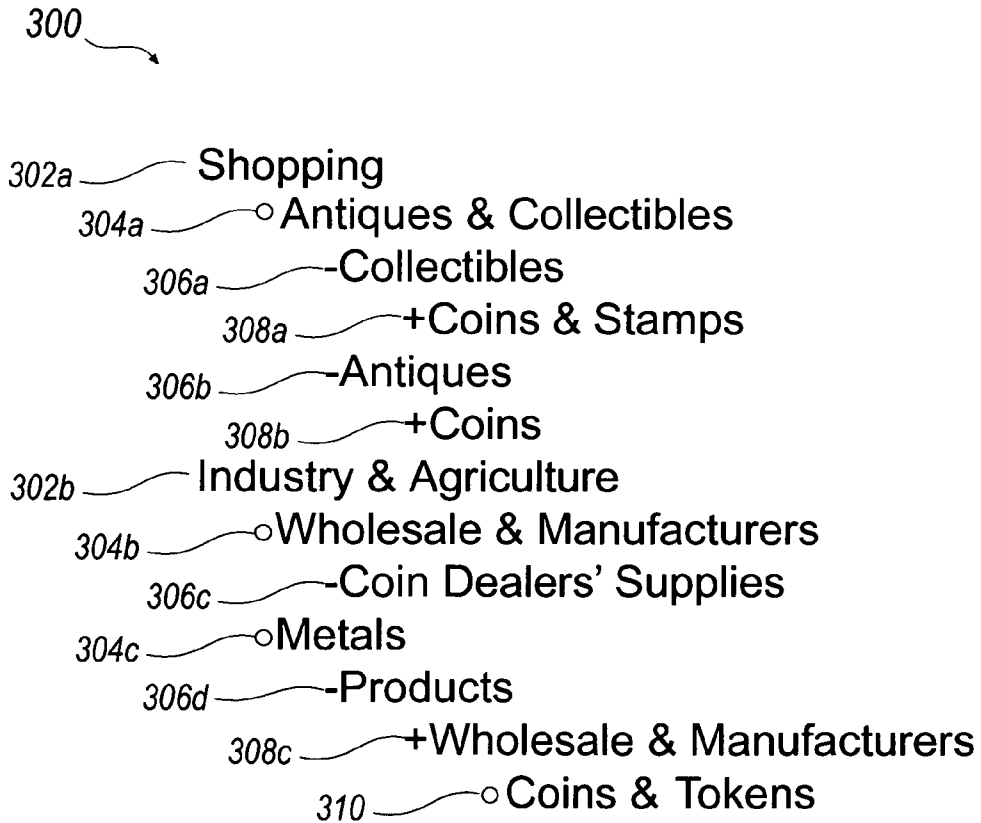 300
302a Shopping
304a Antiques & Collectibles
306a -Collectibles
308a +Coins & Stamps
306b -Antiques
308b +Coins
302b Industry & Agriculture
304b Wholesale & Manufacturers
306c -Coin Dealers’ Supplies
304c Metals
306d -Products
308c +Wholesale & Manufacturers
310 Coins & Tokens